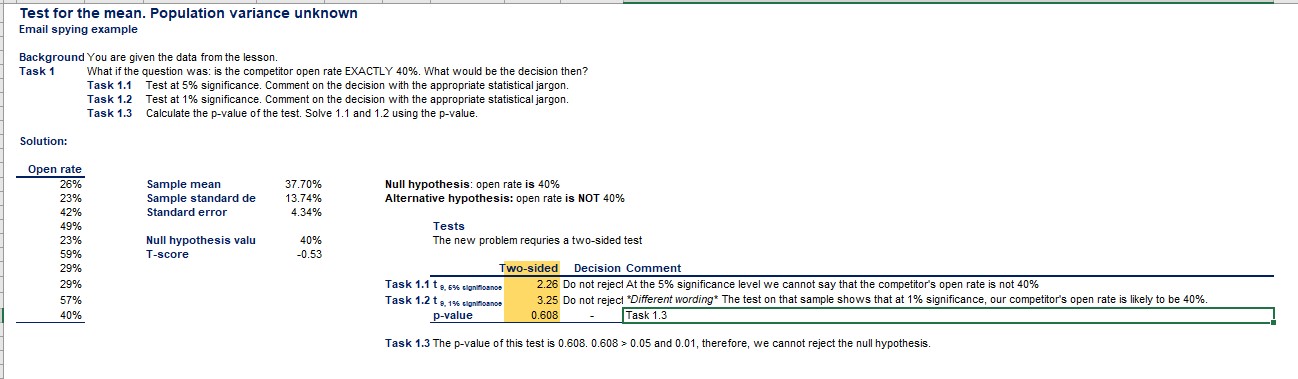 Test for the mean. Population variance unknown
Email spying example
Background You are given the data from the lesson.
Task 1 What if the question was: is the competitor open rate EXACTLY 40%. What would be the decision then?
Task 1.1 Test at 5% significance. Comment on the decision with the appropriate statistical jargon.
Task 1.2 Test at 1% significance. Comment on the decision with the appropriate statistical jargon.
Task 1.3 Calculate the p-value of the test. Solve 1.1 and 1.2 using the p-value.
Solution:
Open rate
26% Sample mean 37.70% Null hypothesis: open rate is 40%
23% Sample standard de 13.74% Alternative hypothesis: open rate is NOT 40%
42% Standard error 4.34%
49% Tests
23% Null hypothesis valu 40% The new problem requries a two-sided test
59% T-score -0.53
29% Two-sided Decision Comment
29% Task 1.1 t 9, 5% significance 2.26 Do not reject At the 5% significance level we cannot say that the competitor's open rate is not 40%
57% Task 1.2 t 9, 1% significance 3.25 Do not reject *Different wording* The test on that sample shows that at 1% significance, our competitor's open rate is likely to be 40%.
40% p-value 0.608 - Task 1.3
Task 1.3 The p-value of this test is 0.608. 0.608 > 0.05 and 0.01, therefore, we cannot reject the null hypothesis.